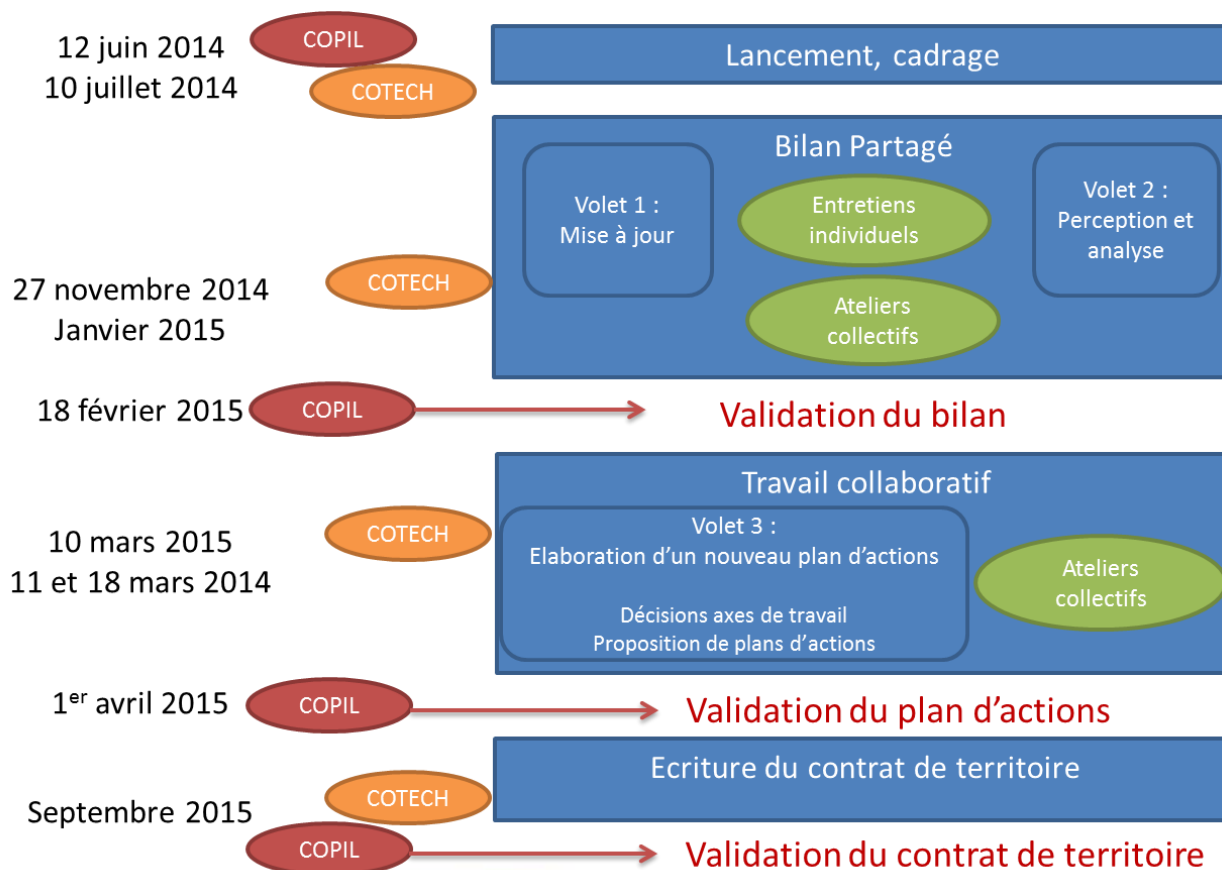 12 juin 2014
10 juillet 2014
COPIL
COTECH
Lancement, cadrage
Bilan Partagé
Volet 1 :
Mise à jour
Entretiens
individuels
Volet 2 :
Perception et
analyse
Ateliers
collectifs
27 novembre 2014
Janvier 2015
COTECH
18 février 2015
COPIL
Validation du bilan
Travail collaboratif
10 mars 2015
11 et 18 mars 2014
COTECH
Volet 3 :
Elaboration d’un nouveau plan d’actions
Décisions axes de travail
Proposition de plans d’actions
Ateliers
collectifs
1er avril 2015
COPIL
Validation du plan d’actions
Ecriture du contrat de territoire
Septembre 2015
COTECH
COPIL
Validation du contrat de territoire